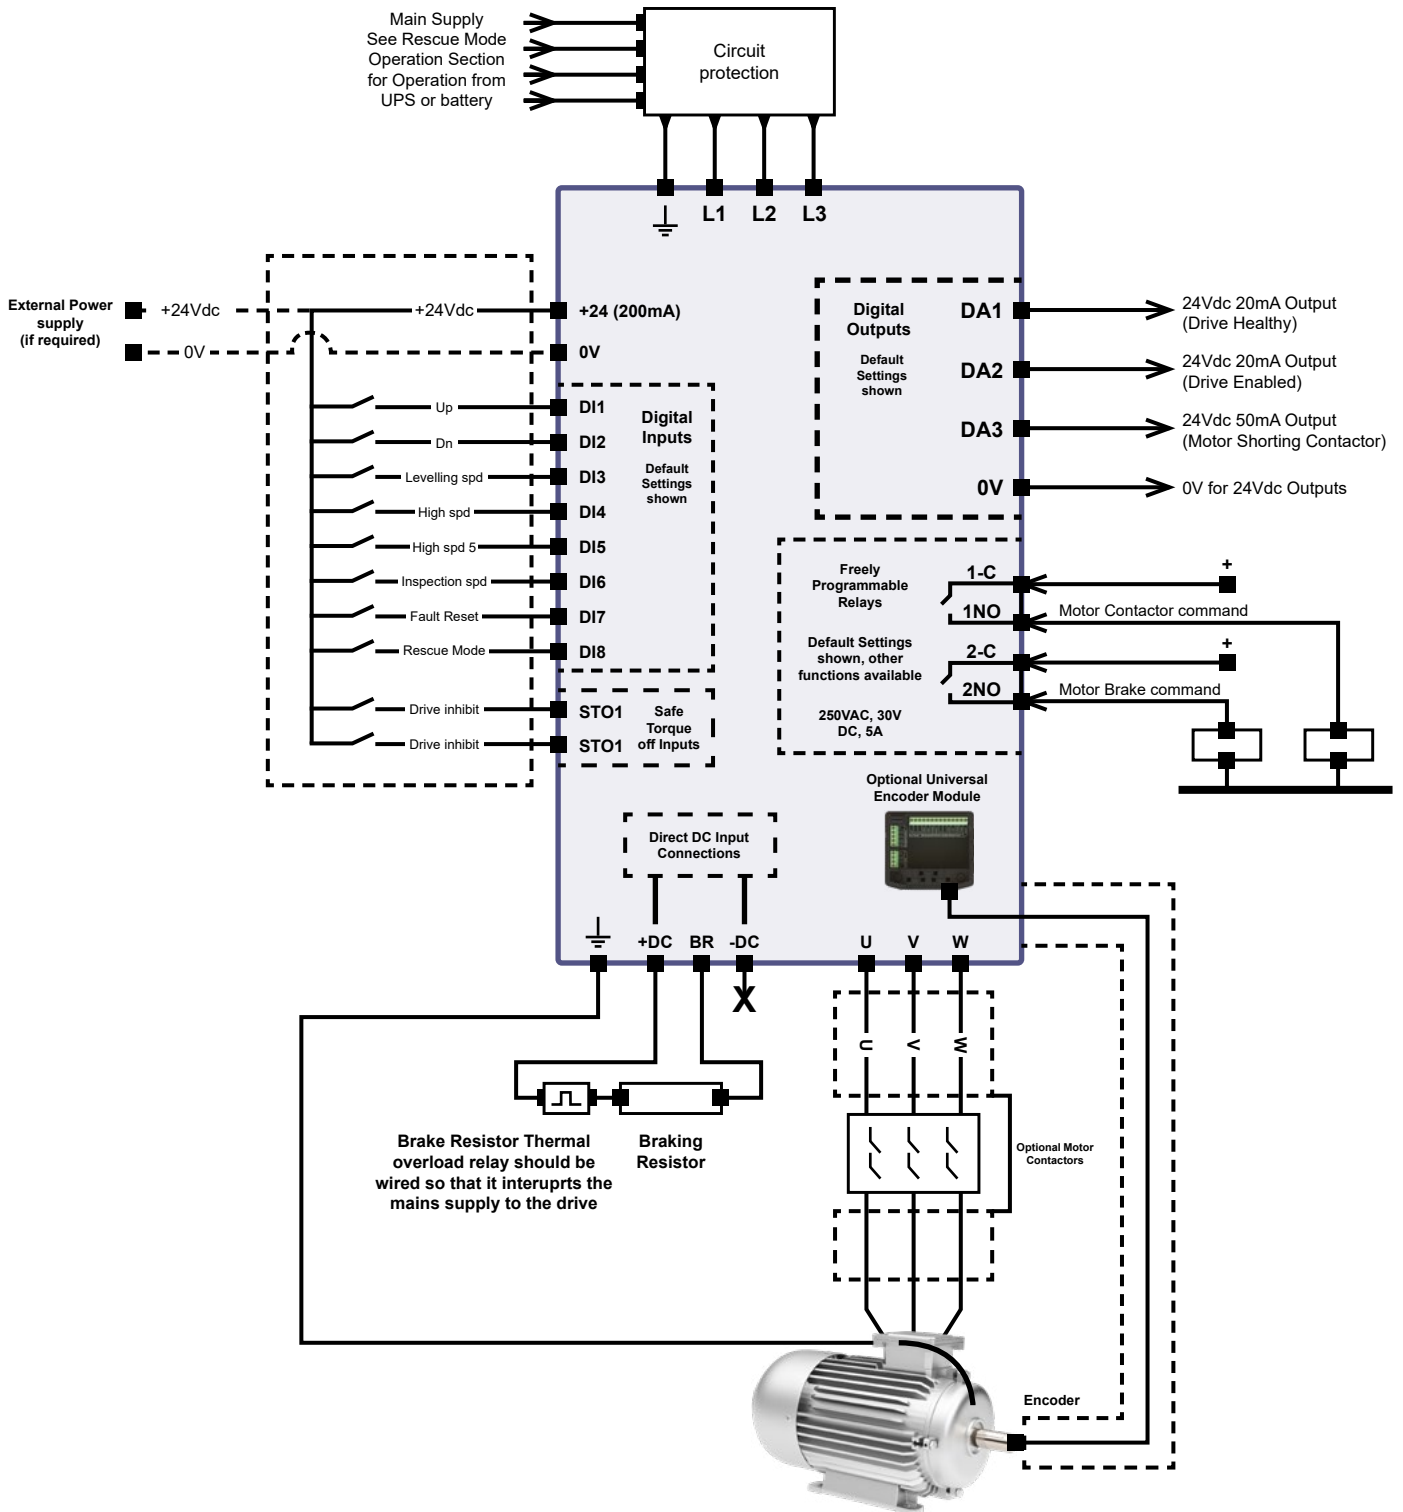 Main Supply
See Rescue Mode
Operation Section
for Operation from
UPS or battery
Circuit
protection
L1 L2 L3
External Power
supply
(if required)
+24Vdc
+24Vdc
+24 (200mA)
0V
0V
Up
DI1
Dn
DI2
Levelling spd
DI3
High spd
DI4
High spd 5
DI5
Inspection spd
DI6
Fault Reset
DI7
Rescue Mode
DI8
Digital
Inputs
Default
Settings
shown
Drive inhibit
STO1
Drive inhibit
STO1
Safe
Torque
off Inputs
Digital
Outputs
Default
Settings
shown
DA1
24Vdc 20mA Output
(Drive Healthy)
DA2
24Vdc 20mA Output
(Drive Enabled)
DA3
24Vdc 50mA Output
(Motor Shorting Contactor)
0V
0V for 24Vdc Outputs
Freely
Programmable
Relays
Default Settings
shown, other
functions available
250VAC, 30V
DC, 5A
1-C
+
1NO
Motor Contactor command
2-C
+
2NO
Motor Brake command
Optional Universal
Encoder Module
Direct DC Input
Connections
+DC BR -DC
U V W
X
U V W
Brake Resistor Thermal
overload relay should be
wired so that it interuprts the
mains supply to the drive
Braking
Resistor
Optional Motor
Contactors
Encoder